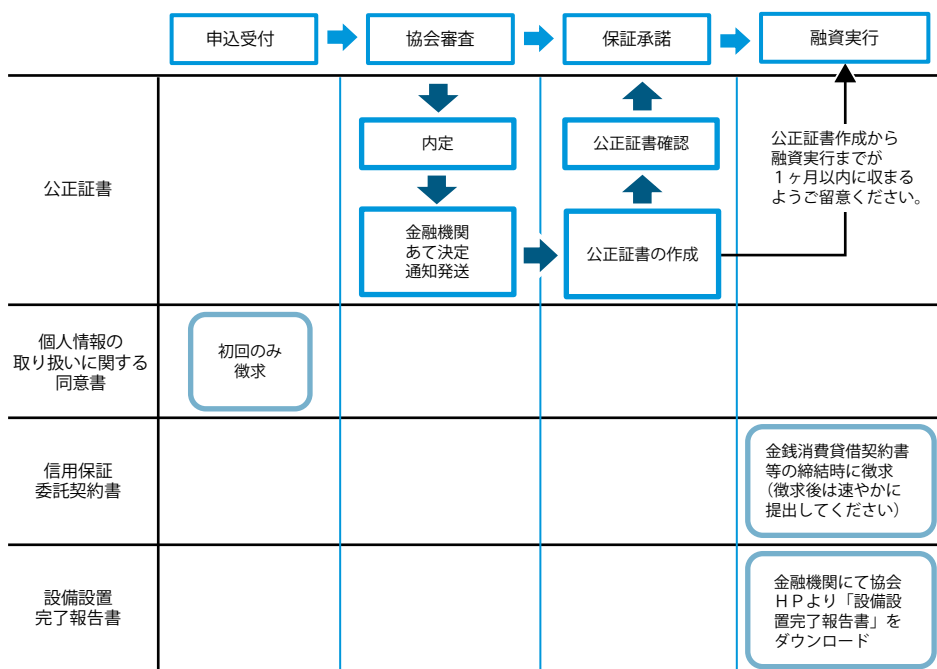 申込受付
協会審査
保証承諾
融資実行
公正証書
内定
金融機関
あて決定
通知発送
公正証書確認
公正証書の作成
公正証書作成から
融資実行までが
１ヶ月以内に収まる
ようご留意ください。
個人情報の
取り扱いに関する
同意書
初回のみ
徴求
信用保証
委託契約書
金銭消費貸借契約書
等の締結時に徴求
（徴求後は速やかに
提出してください）
設備設置
完了報告書
金融機関にて協会
ＨＰより「設備設
置完了報告書」を
ダウンロード